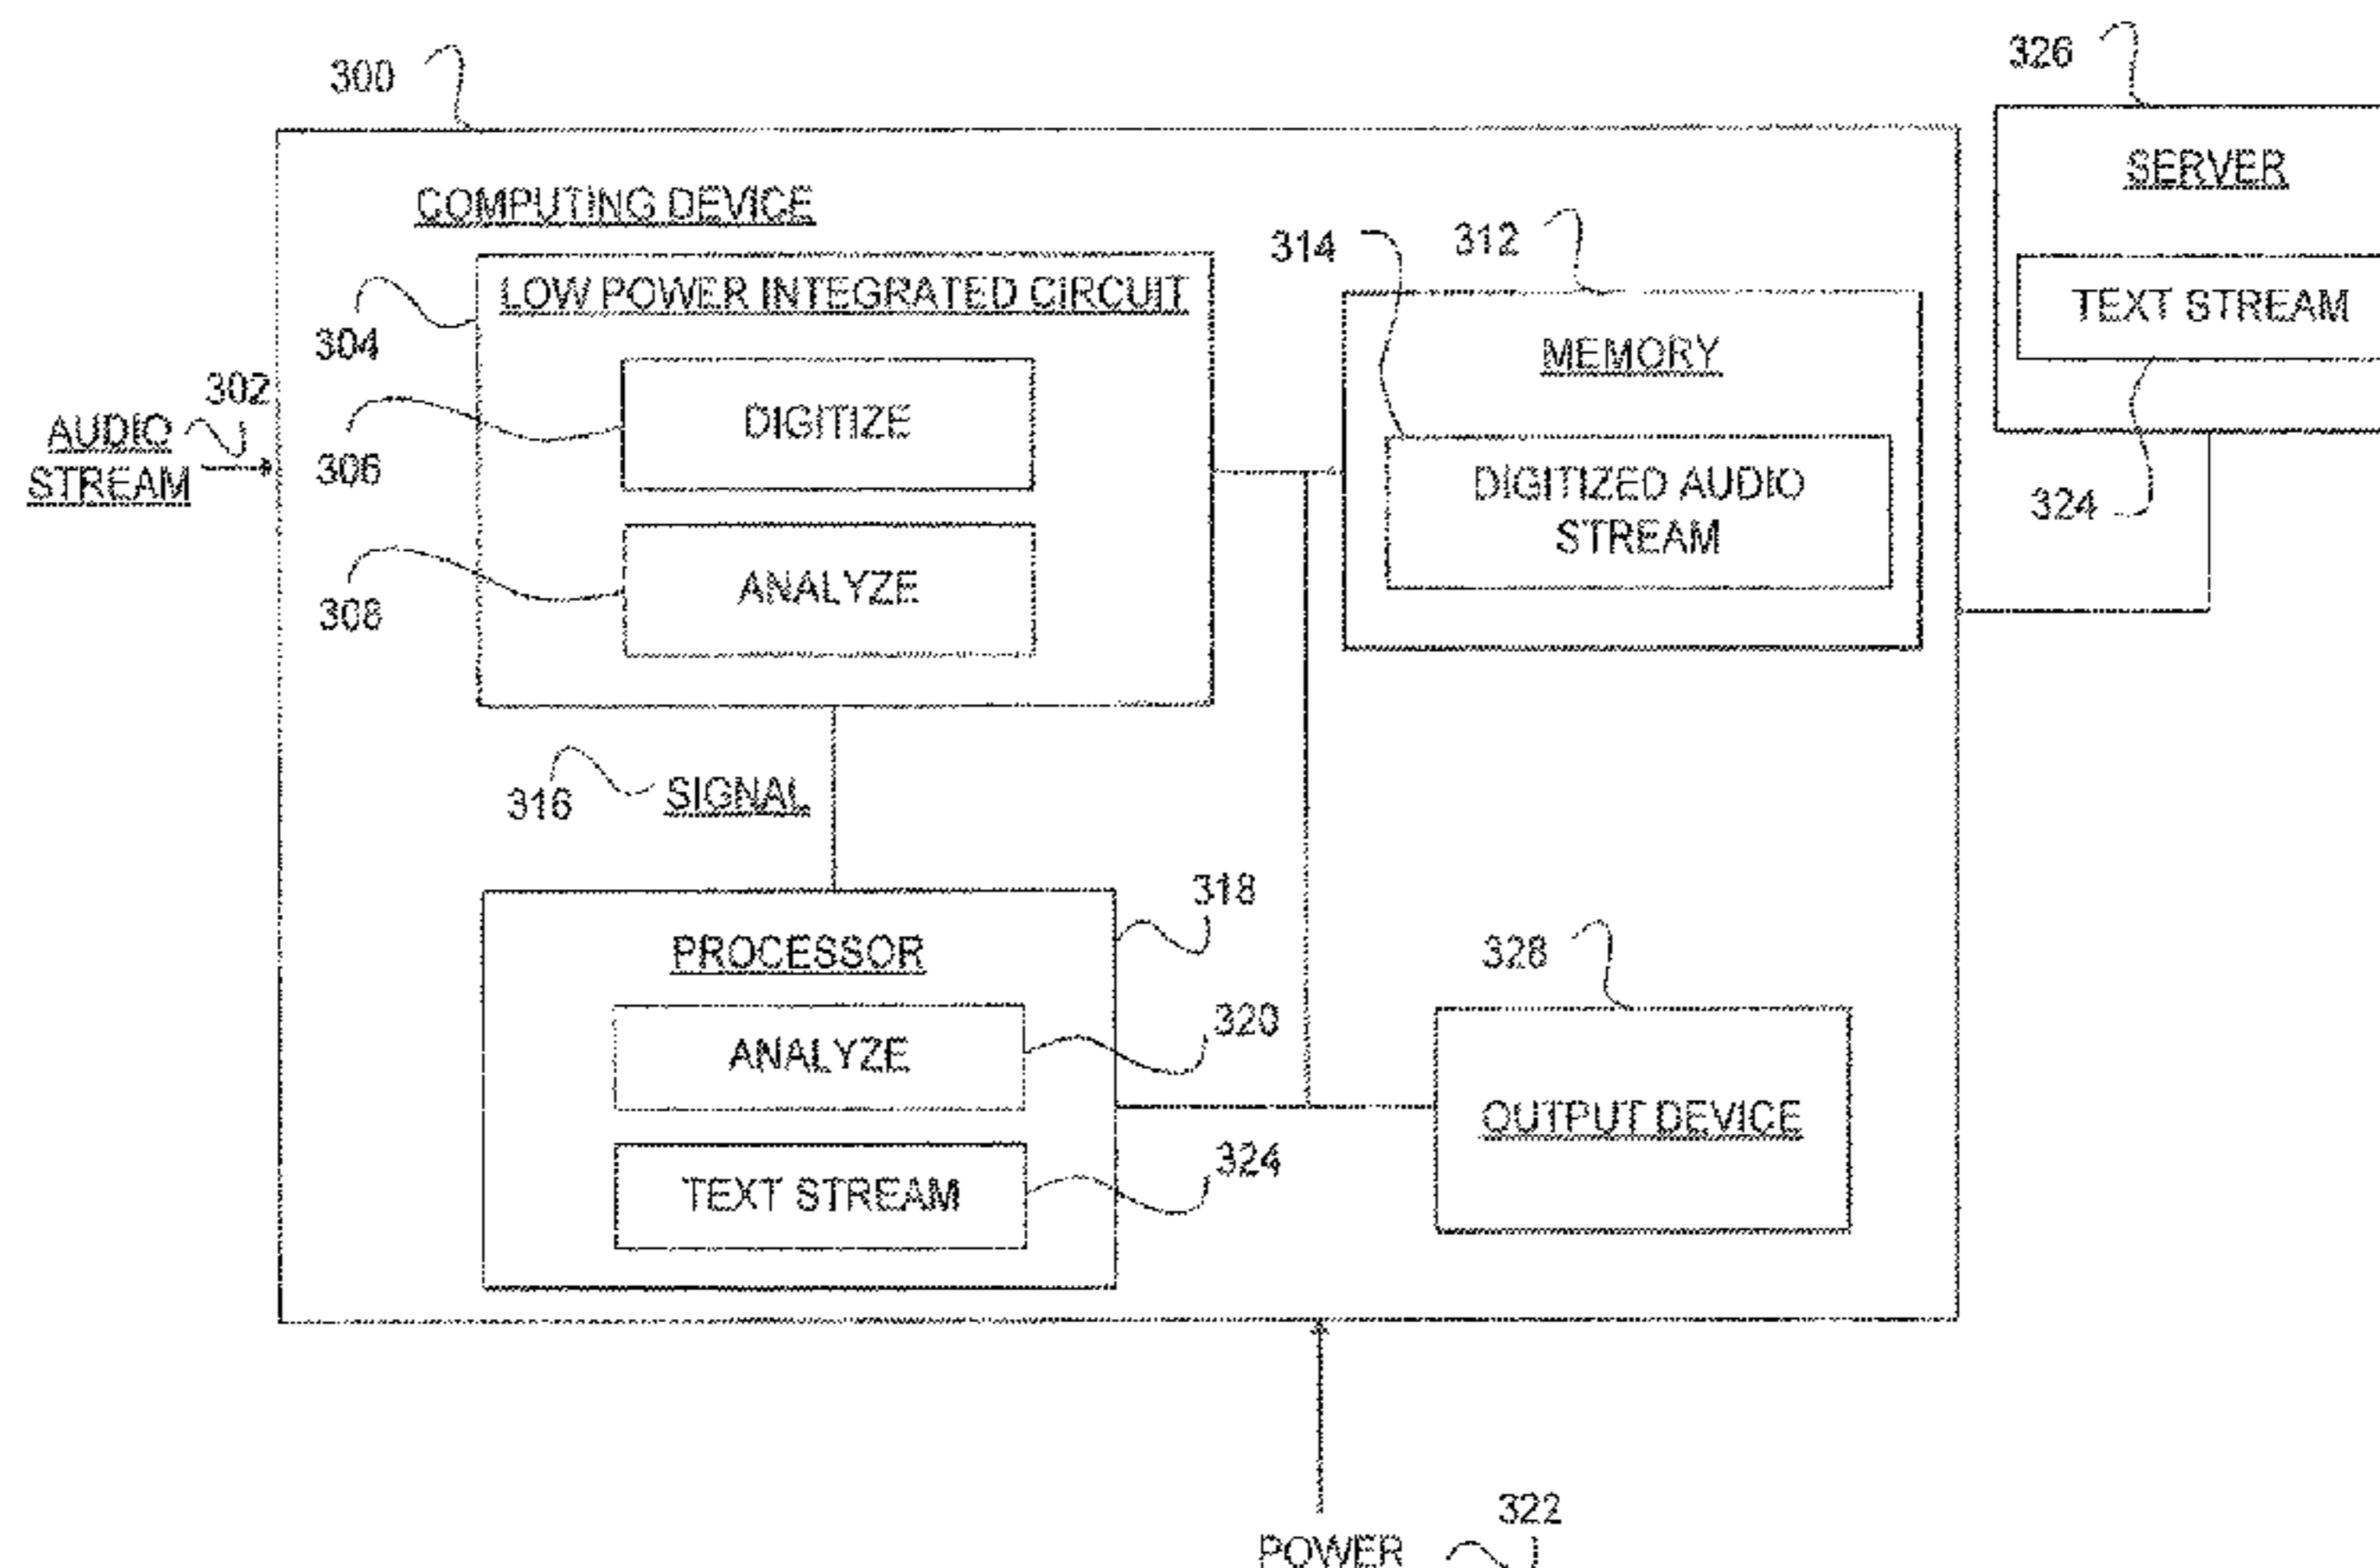 300
326
COMPUTING DEVICE
SERVER
314
312
LOW POWER INTEGRATED CIRCUIT
TEXT STREAM
304
MEMORY
302
DIGITIZE
AUDIO
STREAM
306
DIGITIZED AUDIO
STREAM
324
ANALYZE
308
316
SIGNAL
318
PROCESSOR
328
320
ANALYZE
OUTPUT DEVICE
324
TEXT STREAM
322
POWER